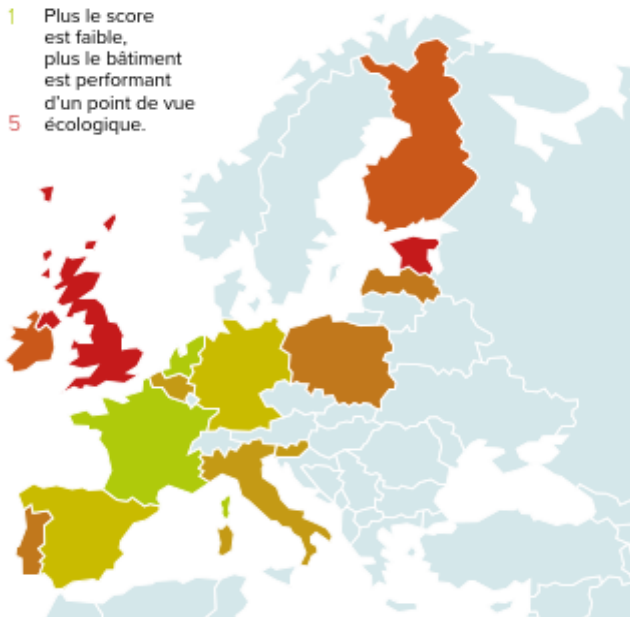 1 Plus le score
est faible,
plus le bâtiment
est performant
d'un point de vue
5 écologique.